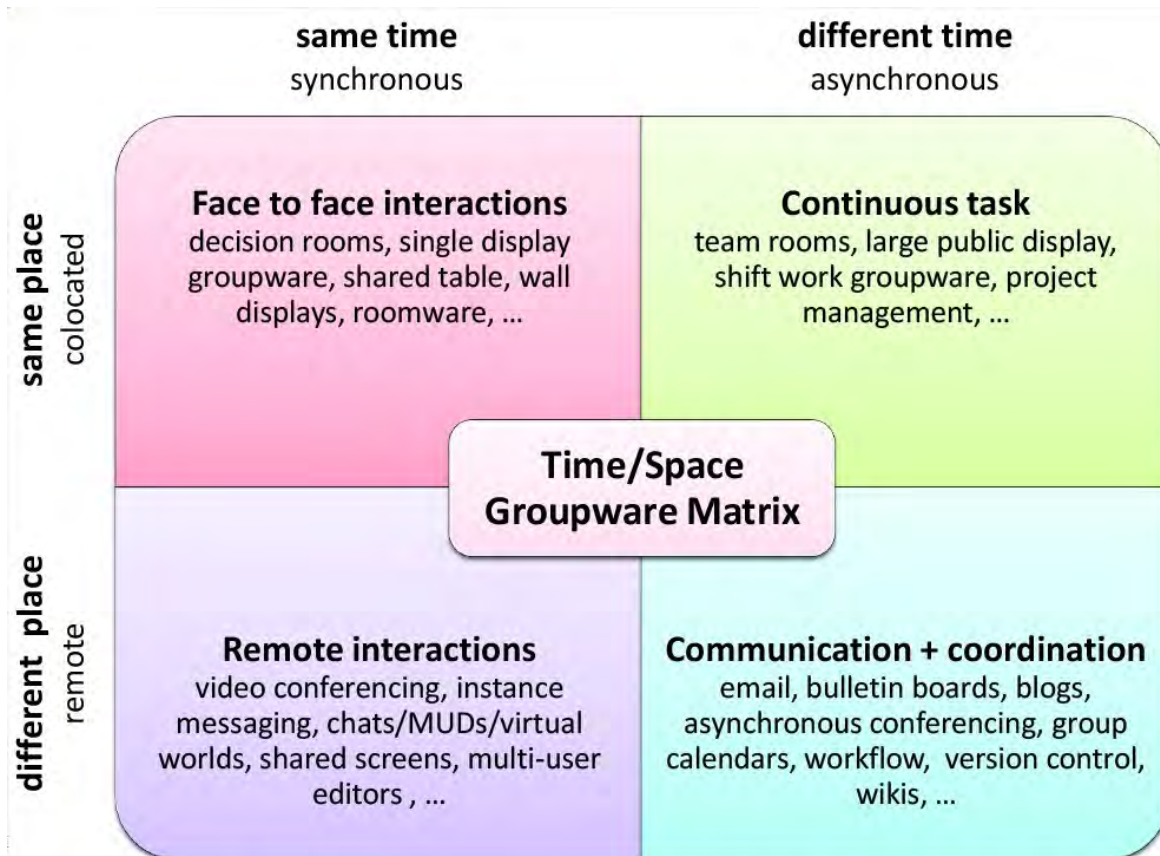 same time
synchronous
different time
asynchronous
same place
colocated
Face to face interactions
decision rooms, single display
groupware, shared table, wall
displays, roomware, ...
Continuous task
team rooms, large public display,
shift work groupware, project
management, ...
Time/Space
Groupware Matrix
different place
remote
Remote interactions
video conferencing, instance
messaging, chats/MUDs/virtual
worlds, shared screens, multi-user
editors , ...
Communication + coordination
email, bulletin boards, blogs,
asynchronous conferencing, group
calendars, workflow, version control,
wikis, ...